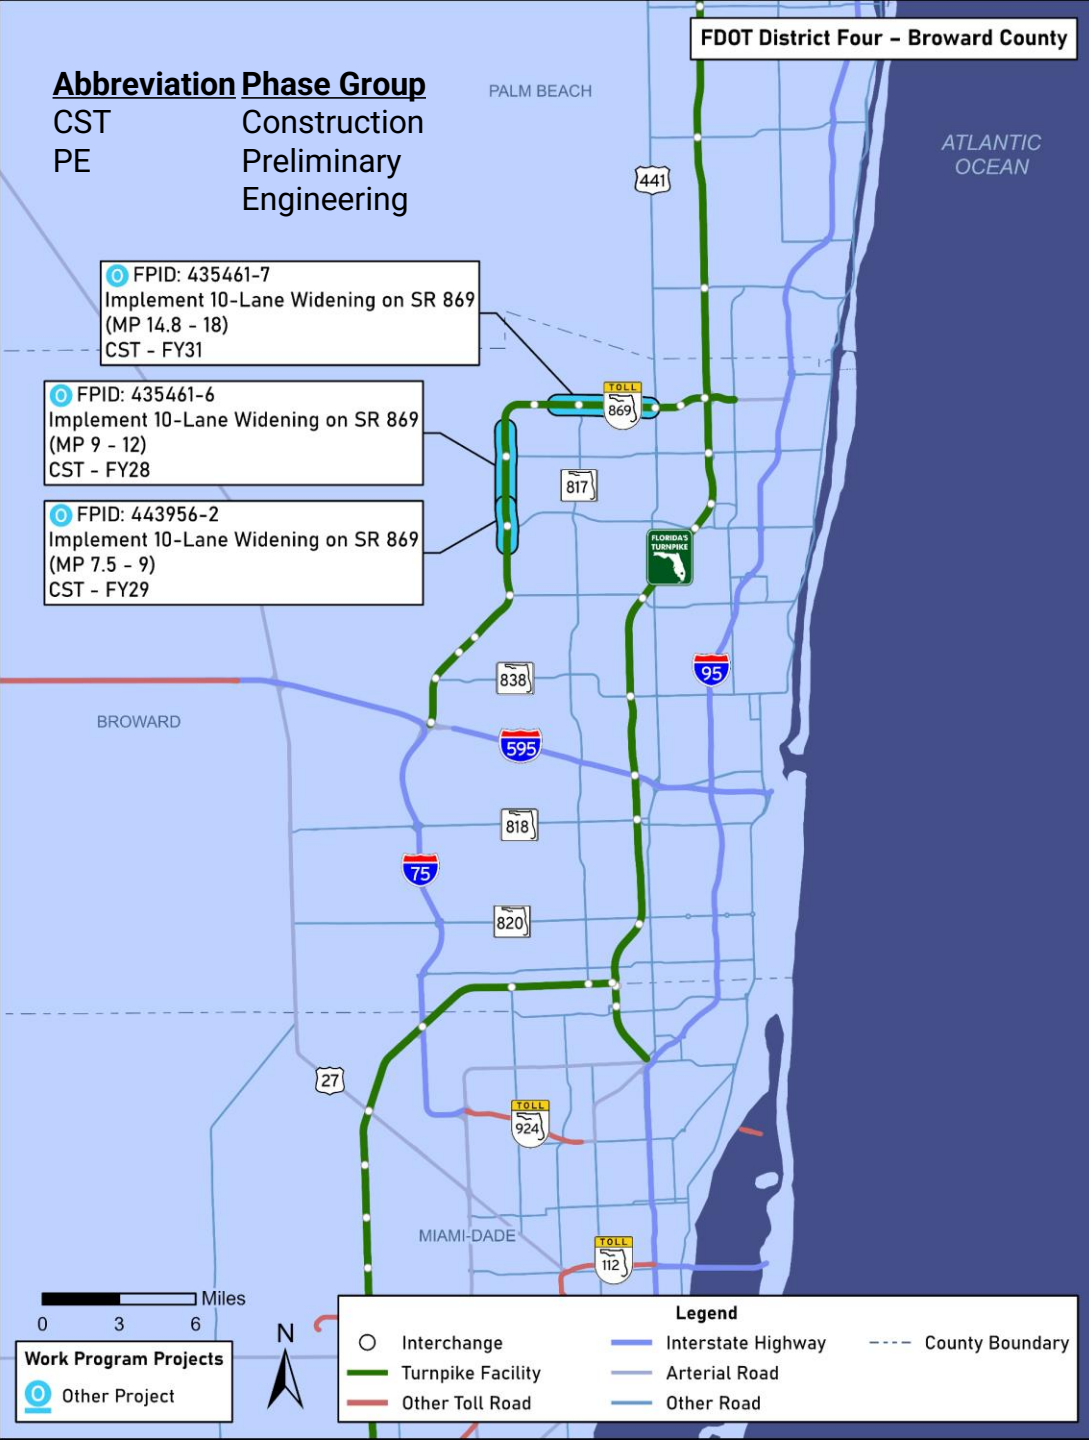 FDOT District Four – Broward County
Abbreviation Phase Group
CST Construction
PE Preliminary
Engineering
PALM BEACH
ATLANTIC
OCEAN
441
O FPID: 435461-7
Implement 10-Lane Widening on SR 869
(MP 14.8 - 18)
CST - FY31
TOLL
869
O FPID: 435461-6
Implement 10-Lane Widening on SR 869
(MP 9 - 12)
CST - FY28
817
O FPID: 443956-2
Implement 10-Lane Widening on SR 869
(MP 7.5 - 9)
CST - FY29
FLORIDA'S
TURNPIKE
95
838
BROWARD
595
818
75
820
27
TOLL
924
MIAMI-DADE
TOLL
112
Miles
0 3 6
N
Work Program Projects
O Other Project
Legend
Interchange
Turnpike Facility
Other Toll Road
Interstate Highway
Arterial Road
Other Road
County Boundary